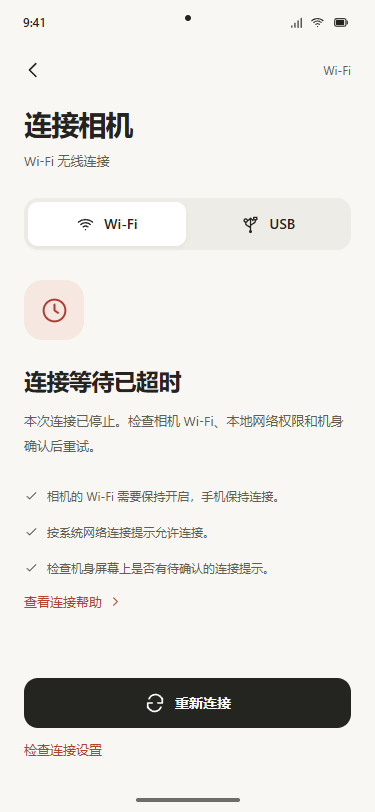 9:41
Wi-Fi
连接相机
Wi-Fi 无线连接
Wi-Fi
USB
连接等待已超时
本次连接已停止。检查相机 Wi-Fi、本地网络权限和机身
确认后重试。
相机的 Wi-Fi 需要保持开启，手机保持连接。
按系统网络连接提示允许连接。
检查机身屏幕上是否有待确认的连接提示。
查看连接帮助
重新连接
检查连接设置